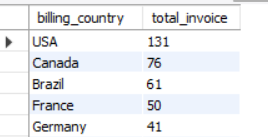 billing_country total_invoice
USA 131
Canada 76
Brazil 61
France 50
Germany 41